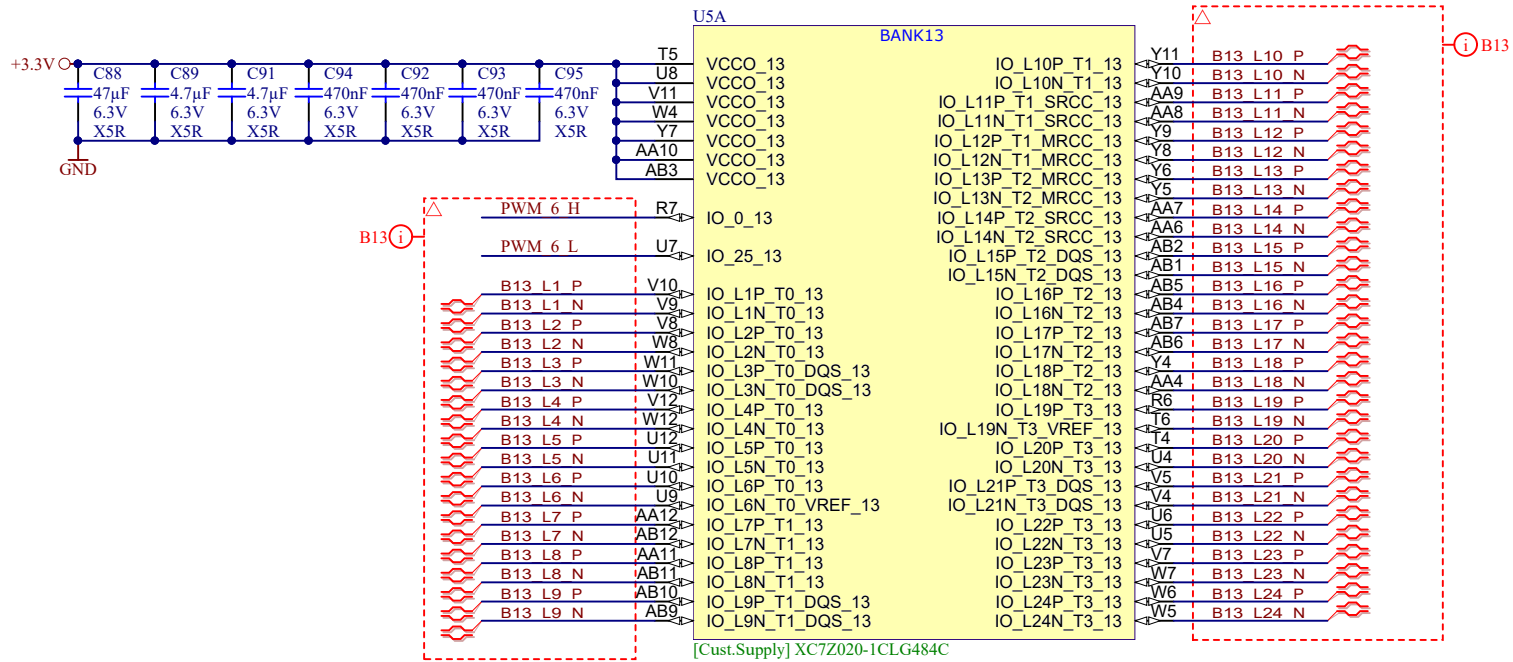 U5A
BANK13
+3.3V
C88
47µF
6.3V
X5R
C89
4.7µF
6.3V
X5R
C91
4.7µF
6.3V
X5R
C94
470nF
6.3V
X5R
C92
470nF
6.3V
X5R
C93
470nF
6.3V
X5R
C95
470nF
6.3V
X5R
GND
T5 VCCO_13
U8 VCCO_13
V11 VCCO_13
W4 VCCO_13
Y7 VCCO_13
AA10 VCCO_13
AB3 VCCO_13
B13 i
PWM_6_H R7 IO_0_13
PWM_6_L U7 IO_25_13
B13_L1_P V10 IO_L1P_T0_13
B13_L1_N V9 IO_L1N_T0_13
B13_L2_P V8 IO_L2P_T0_13
B13_L2_N W8 IO_L2N_T0_13
B13_L3_P W11 IO_L3P_T0_DQS_13
B13_L3_N W10 IO_L3N_T0_DQS_13
B13_L4_P V12 IO_L4P_T0_13
B13_L4_N W12 IO_L4N_T0_13
B13_L5_P U12 IO_L5P_T0_13
B13_L5_N U11 IO_L5N_T0_13
B13_L6_P U10 IO_L6P_T0_13
B13_L6_N U9 IO_L6N_T0_VREF_13
B13_L7_P AA12 IO_L7P_T1_13
B13_L7_N AB12 IO_L7N_T1_13
B13_L8_P AA11 IO_L8P_T1_13
B13_L8_N AB11 IO_L8N_T1_13
B13_L9_P AB10 IO_L9P_T1_DQS_13
B13_L9_N AB9 IO_L9N_T1_DQS_13
IO_L10P_T1_13 Y11 B13_L10_P
IO_L10N_T1_13 Y10 B13_L10_N
IO_L11P_T1_SRCC_13 AA9 B13_L11_P
IO_L11N_T1_SRCC_13 AA8 B13_L11_N
IO_L12P_T1_MRCC_13 Y9 B13_L12_P
IO_L12N_T1_MRCC_13 Y8 B13_L12_N
IO_L13P_T2_MRCC_13 Y6 B13_L13_P
IO_L13N_T2_MRCC_13 Y5 B13_L13_N
IO_L14P_T2_SRCC_13 AA7 B13_L14_P
IO_L14N_T2_SRCC_13 AA6 B13_L14_N
IO_L15P_T2_DQS_13 AB2 B13_L15_P
IO_L15N_T2_DQS_13 AB1 B13_L15_N
IO_L16P_T2_13 AB5 B13_L16_P
IO_L16N_T2_13 AB4 B13_L16_N
IO_L17P_T2_13 AB7 B13_L17_P
IO_L17N_T2_13 AB6 B13_L17_N
IO_L18P_T2_13 Y4 B13_L18_P
IO_L18N_T2_13 AA4 B13_L18_N
IO_L19P_T3_13 R6 B13_L19_P
IO_L19N_T3_VREF_13 T6 B13_L19_N
IO_L20P_T3_13 T4 B13_L20_P
IO_L20N_T3_13 U4 B13_L20_N
IO_L21P_T3_DQS_13 V5 B13_L21_P
IO_L21N_T3_DQS_13 V4 B13_L21_N
IO_L22P_T3_13 U6 B13_L22_P
IO_L22N_T3_13 U5 B13_L22_N
IO_L23P_T3_13 V7 B13_L23_P
IO_L23N_T3_13 W7 B13_L23_N
IO_L24P_T3_13 W6 B13_L24_P
IO_L24N_T3_13 W5 B13_L24_N
i B13
[Cust.Supply] XC7Z020-1CLG484C